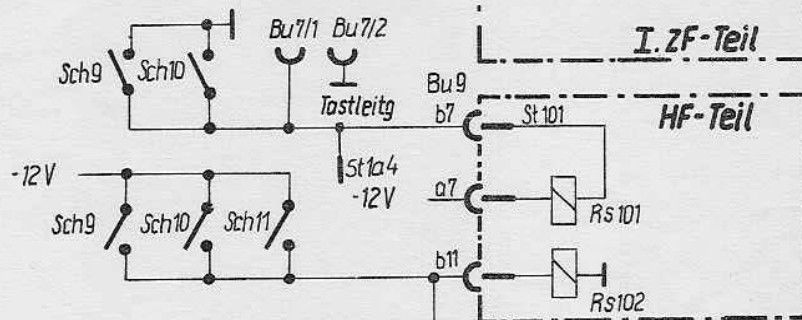 I. ZF-Teil
Bu7/1 Bu7/2
Sch9 Sch10
Tastleitg
Bu9
b7 St101
HF-Teil
-12V
St1a4
-12V a7
Rs101
Sch9 Sch10 Sch11
b11
Rs102